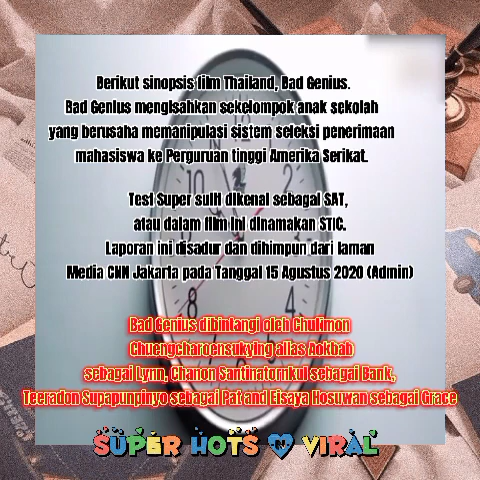 Berikut sinopsis film Thailand, Bad Genius.
Bad Genius mengisahkan sekelompok anak sekolah
yang berusaha memanipulasi sistem seleksi penerimaan
mahasiswa ke Perguruan tinggi Amerika Serikat.
Test Super sulit dikenal sebagai SAT,
atau dalam film ini dinamakan STIC.
Laporan ini disadur dan dihimpun dari laman
Media CNN Jakarta pada Tanggal 15 Agustus 2020 (Admin)
Bad Genius dibintangi oleh Chutimon
Chuengcharoensukying alias Aokbab
sebagai Lynn, Chanon Santinatornkul sebagai Bank,
Teeradon Supapunpinyo sebagai Pat and Eisaya Hosuwan sebagai Grace
SUPER HOTS N VIRAL